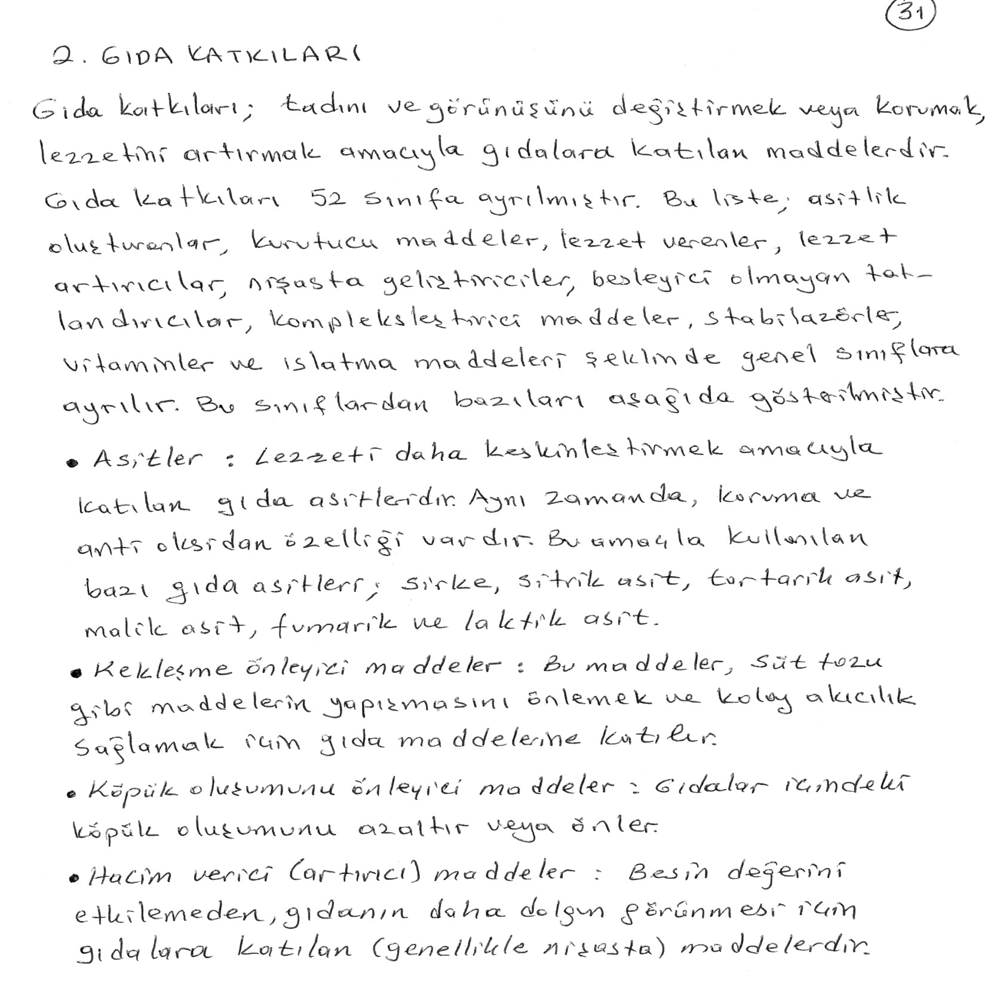 31
2. GIDA KATKILARI
Gıda katkıları; tadını ve görünüşünü değiştirmek veya korumak,
lezzetini artırmak amacıyla gıdalara katılan maddelerdir.
Gıda katkıları 52 sınıfa ayrılmıştır. Bu liste; asitlik
oluşturanlar, kurutucu maddeler, lezzet verenler, lezzet
artırıcılar, nişasta geliştiriciler, besleyici olmayan tat-
landırıcılar, kompleksleştirici maddeler, stabilazörler,
vitaminler ve ıslatma maddeleri şeklinde genel sınıflara
ayrılır. Bu sınıflardan bazıları aşağıda gösterilmiştir.
• Asitler : Lezzeti daha keskinleştirmek amacıyla
katılan gıda asitleridir. Aynı zamanda, koruma ve
anti oksidan özelliği vardır. Bu amaçla kullanılan
bazı gıda asitleri; sirke, sitrik asit, tartarik asit,
malik asit, fumarik ve laktik asit.
• Kekleşme önleyici maddeler : Bu maddeler, süt tozu
gibi maddelerin yapışmasını önlemek ve kolay akıcılık
sağlamak için gıda maddelerine katılır.
• Köpük oluşumunu önleyici maddeler : Gıdalar içindeki
köpük oluşumunu azaltır veya önler.
• Hacim verici (artırıcı) maddeler : Besin değerini
etkilemeden, gıdanın daha dolgun görünmesi için
gıdalara katılan (genellikle nişasta) maddelerdir.